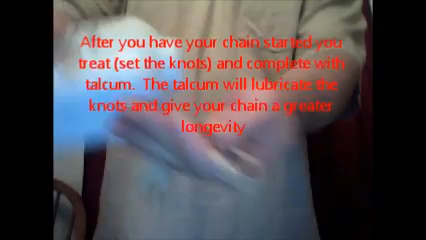 After you have your chain started you
treat (set the knots) and complete with
talcum. The talcum will lubricate the
knots and give your chain a greater
longevity